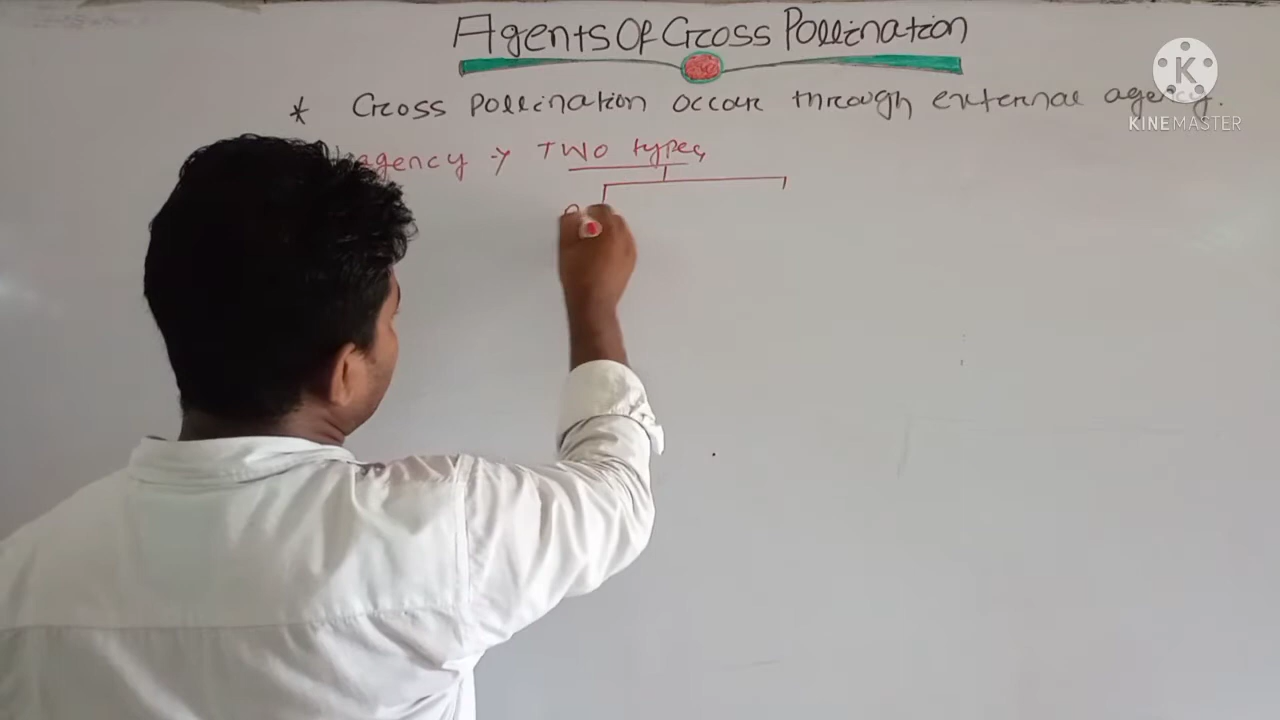 Agents Of Cross Pollination
* Cross pollination occur through external agency.
agency → Two types
KINEMASTER